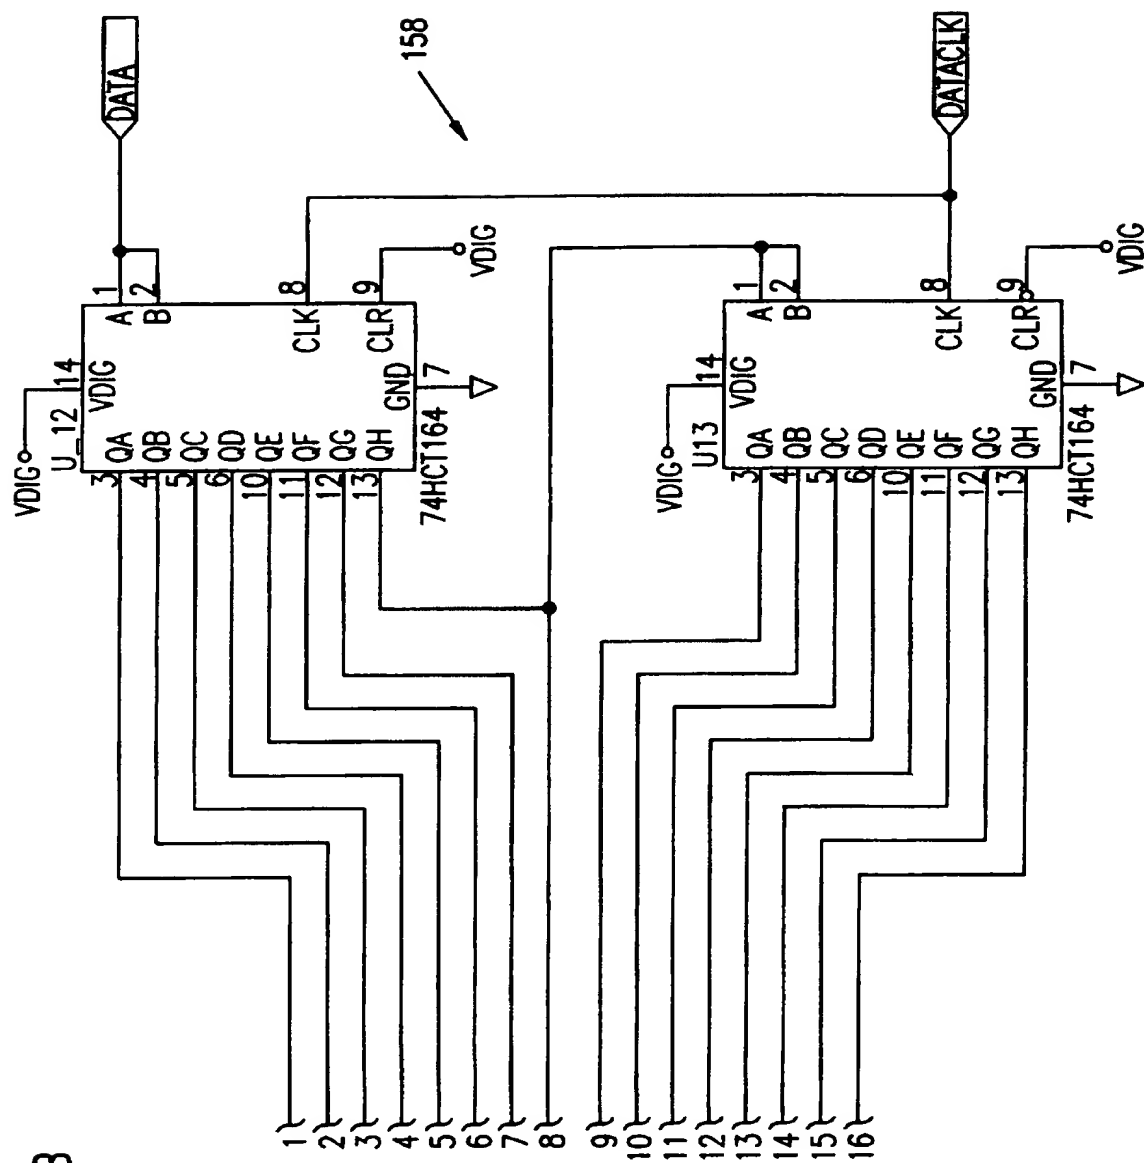 DATA
158
DATACLK
VDIG
U_12
14
VDIG
1
A
2
B
8
CLK
9
CLR
VDIG
GND
7
74HCT164
QA
QB
QC
QD
QE
QF
QG
QH
3
4
5
6
10
11
12
13
VDIG
U13
14
VDIG
1
A
2
B
8
CLK
9
CLR
VDIG
GND
7
74HCT164
QA
QB
QC
QD
QE
QF
QG
QH
3
4
5
6
10
11
12
13
1
2
3
4
5
6
7
8
9
10
11
12
13
14
15
16